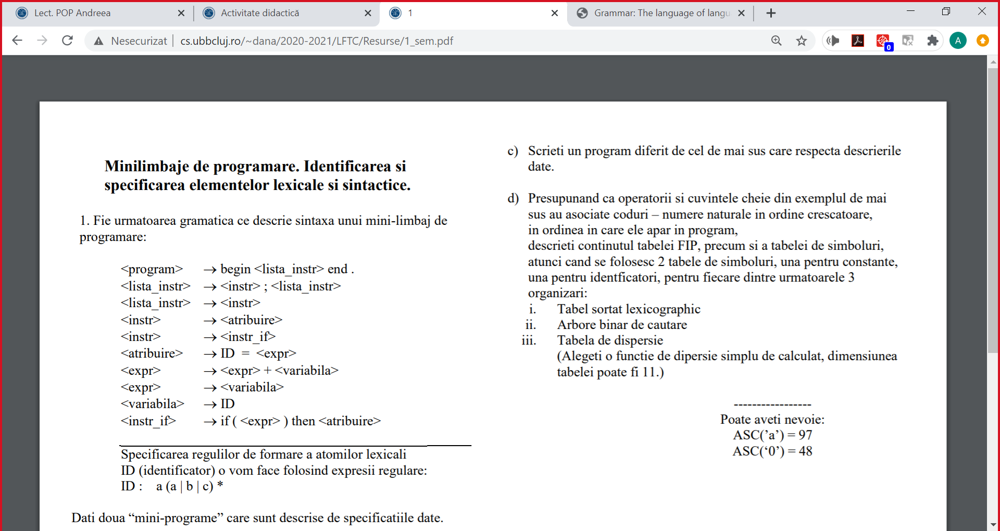 Lect. POP Andreea
Activitate didactică
1
Grammar: The language of langu
Nesecurizat
cs.ubbcluj.ro/~dana/2020-2021/LFTC/Resurse/1_sem.pdf
0
A
Minilimbaje de programare. Identificarea si
specificarea elementelor lexicale si sintactice.
1. Fie urmatoarea gramatica ce descrie sintaxa unui mini-limbaj de
programare:
<program> → begin <lista_instr> end .
<lista_instr> → <instr> ; <lista_instr>
<lista_instr> → <instr>
<instr> → <atribuire>
<instr> → <instr_if>
<atribuire> → ID = <expr>
<expr> → <expr> + <variabila>
<expr> → <variabila>
<variabila> → ID
<instr_if> → if ( <expr> ) then <atribuire>
Specificarea regulilor de formare a atomilor lexicali
ID (identificator) o vom face folosind expresii regulare:
ID : a (a | b | c) *
Dati doua “mini-programe” care sunt descrise de specificatiile date.
c) Scrieti un program diferit de cel de mai sus care respecta descrierile
date.
d) Presupunand ca operatorii si cuvintele cheie din exemplul de mai
sus au asociate coduri – numere naturale in ordine crescatoare,
in ordinea in care ele apar in program,
descrieti continutul tabelei FIP, precum si a tabelei de simboluri,
atunci cand se folosesc 2 tabele de simboluri, una pentru constante,
una pentru identficatori, pentru fiecare dintre urmatoarele 3
organizari:
i. Tabel sortat lexicographic
ii. Arbore binar de cautare
iii. Tabela de dispersie
(Alegeti o functie de dipersie simplu de calculat, dimensiunea
tabelei poate fi 11.)
-----------------
Poate aveti nevoie:
ASC(’a’) = 97
ASC(‘0’) = 48